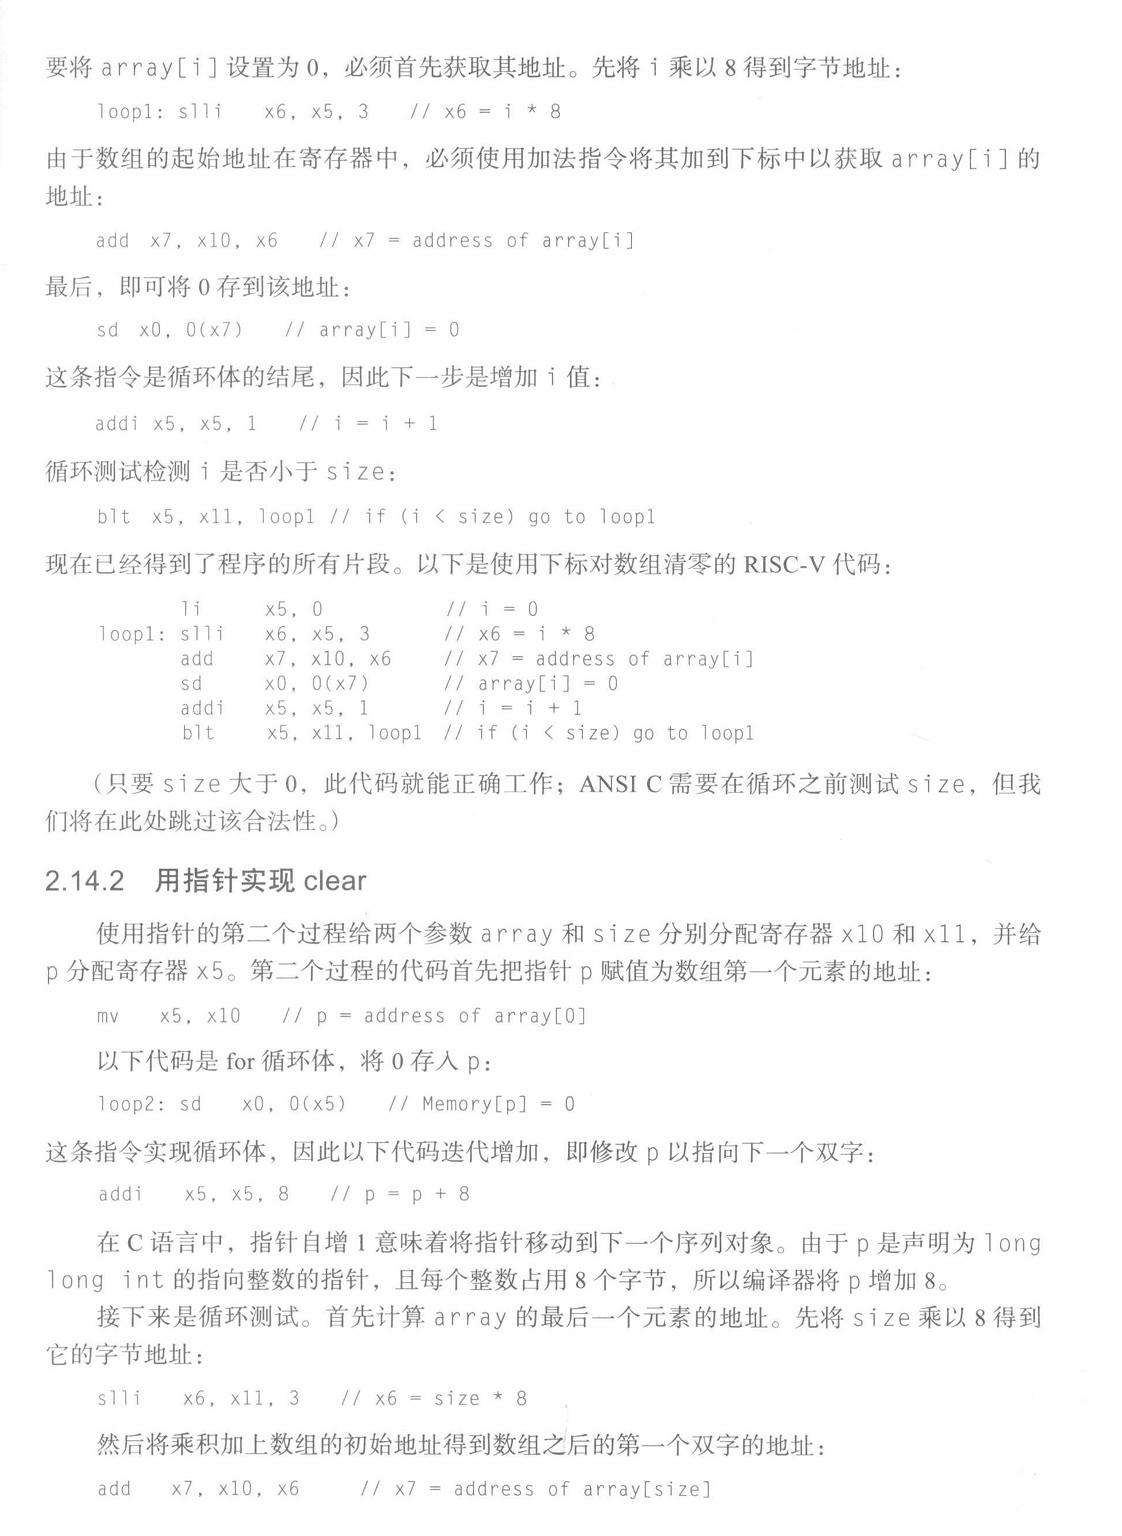 要将 array[i] 设置为 0，必须首先获取其地址。先将 i 乘以 8 得到字节地址：
loop1: slli x6, x5, 3 // x6 = i * 8
由于数组的起始地址在寄存器中，必须使用加法指令将其加到下标中以获取 array[i] 的
地址：
add x7, x10, x6 // x7 = address of array[i]
最后，即可将 0 存到该地址：
sd x0, 0(x7) // array[i] = 0
这条指令是循环体的结尾，因此下一步是增加 i 值：
addi x5, x5, 1 // i = i + 1
循环测试检测 i 是否小于 size：
blt x5, x11, loop1 // if (i < size) go to loop1
现在已经得到了程序的所有片段。以下是使用下标对数组清零的 RISC-V 代码：
li x5, 0 // i = 0
loop1: slli x6, x5, 3 // x6 = i * 8
add x7, x10, x6 // x7 = address of array[i]
sd x0, 0(x7) // array[i] = 0
addi x5, x5, 1 // i = i + 1
blt x5, x11, loop1 // if (i < size) go to loop1
（只要 size 大于 0，此代码就能正确工作；ANSI C 需要在循环之前测试 size，但我
们将在此处跳过该合法性。）
2.14.2 用指针实现 clear
使用指针的第二个过程给两个参数 array 和 size 分别分配寄存器 x10 和 x11，并给
p 分配寄存器 x5。第二个过程的代码首先把指针 p 赋值为数组第一个元素的地址：
mv x5, x10 // p = address of array[0]
以下代码是 for 循环体，将 0 存入 p：
loop2: sd x0, 0(x5) // Memory[p] = 0
这条指令实现循环体，因此以下代码迭代增加，即修改 p 以指向下一个双字：
addi x5, x5, 8 // p = p + 8
在 C 语言中，指针自增 1 意味着将指针移动到下一个序列对象。由于 p 是声明为 long
long int 的指向整数的指针，且每个整数占用 8 个字节，所以编译器将 p 增加 8。
接下来是循环测试。首先计算 array 的最后一个元素的地址。先将 size 乘以 8 得到
它的字节地址：
slli x6, x11, 3 // x6 = size * 8
然后将乘积加上数组的初始地址得到数组之后的第一个双字的地址：
add x7, x10, x6 // x7 = address of array[size]